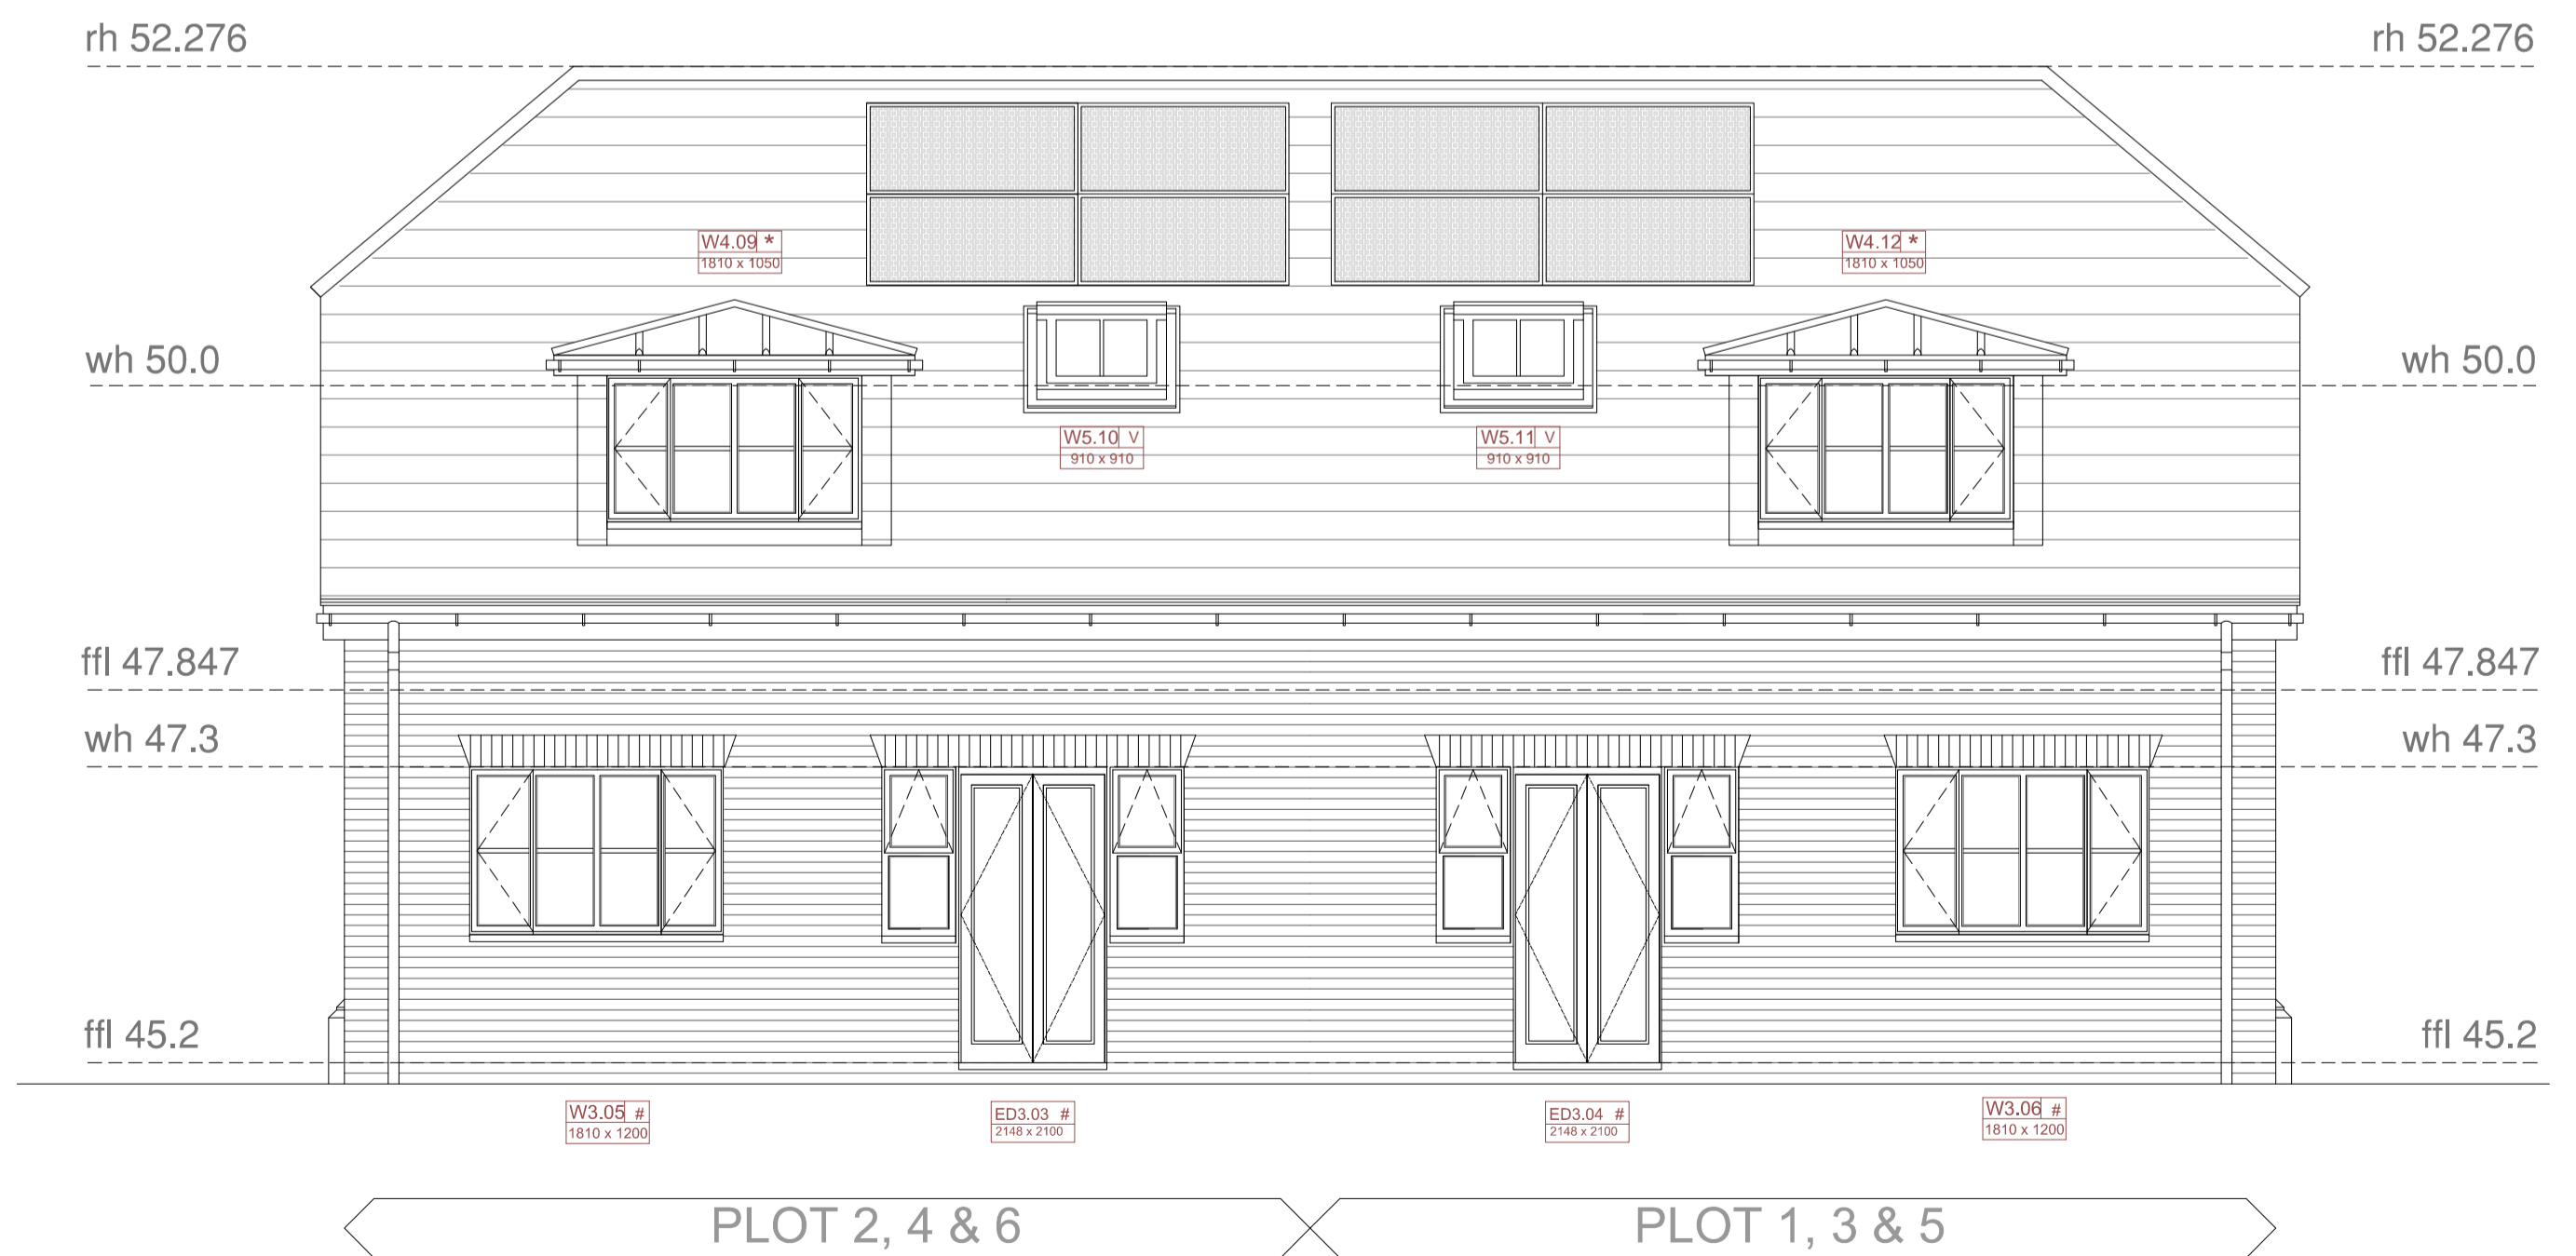 rh 52.276
rh 52.276
W4.09 *
1810 x 1050
W4.12 *
1810 x 1050
wh 50.0
wh 50.0
W5.10 V
910 x 910
W5.11 V
910 x 910
ffl 47.847
ffl 47.847
wh 47.3
wh 47.3
ffl 45.2
ffl 45.2
W3.05 #
1810 x 1200
ED3.03 #
2148 x 2100
ED3.04 #
2148 x 2100
W3.06 #
1810 x 1200
PLOT 2, 4 & 6
PLOT 1, 3 & 5